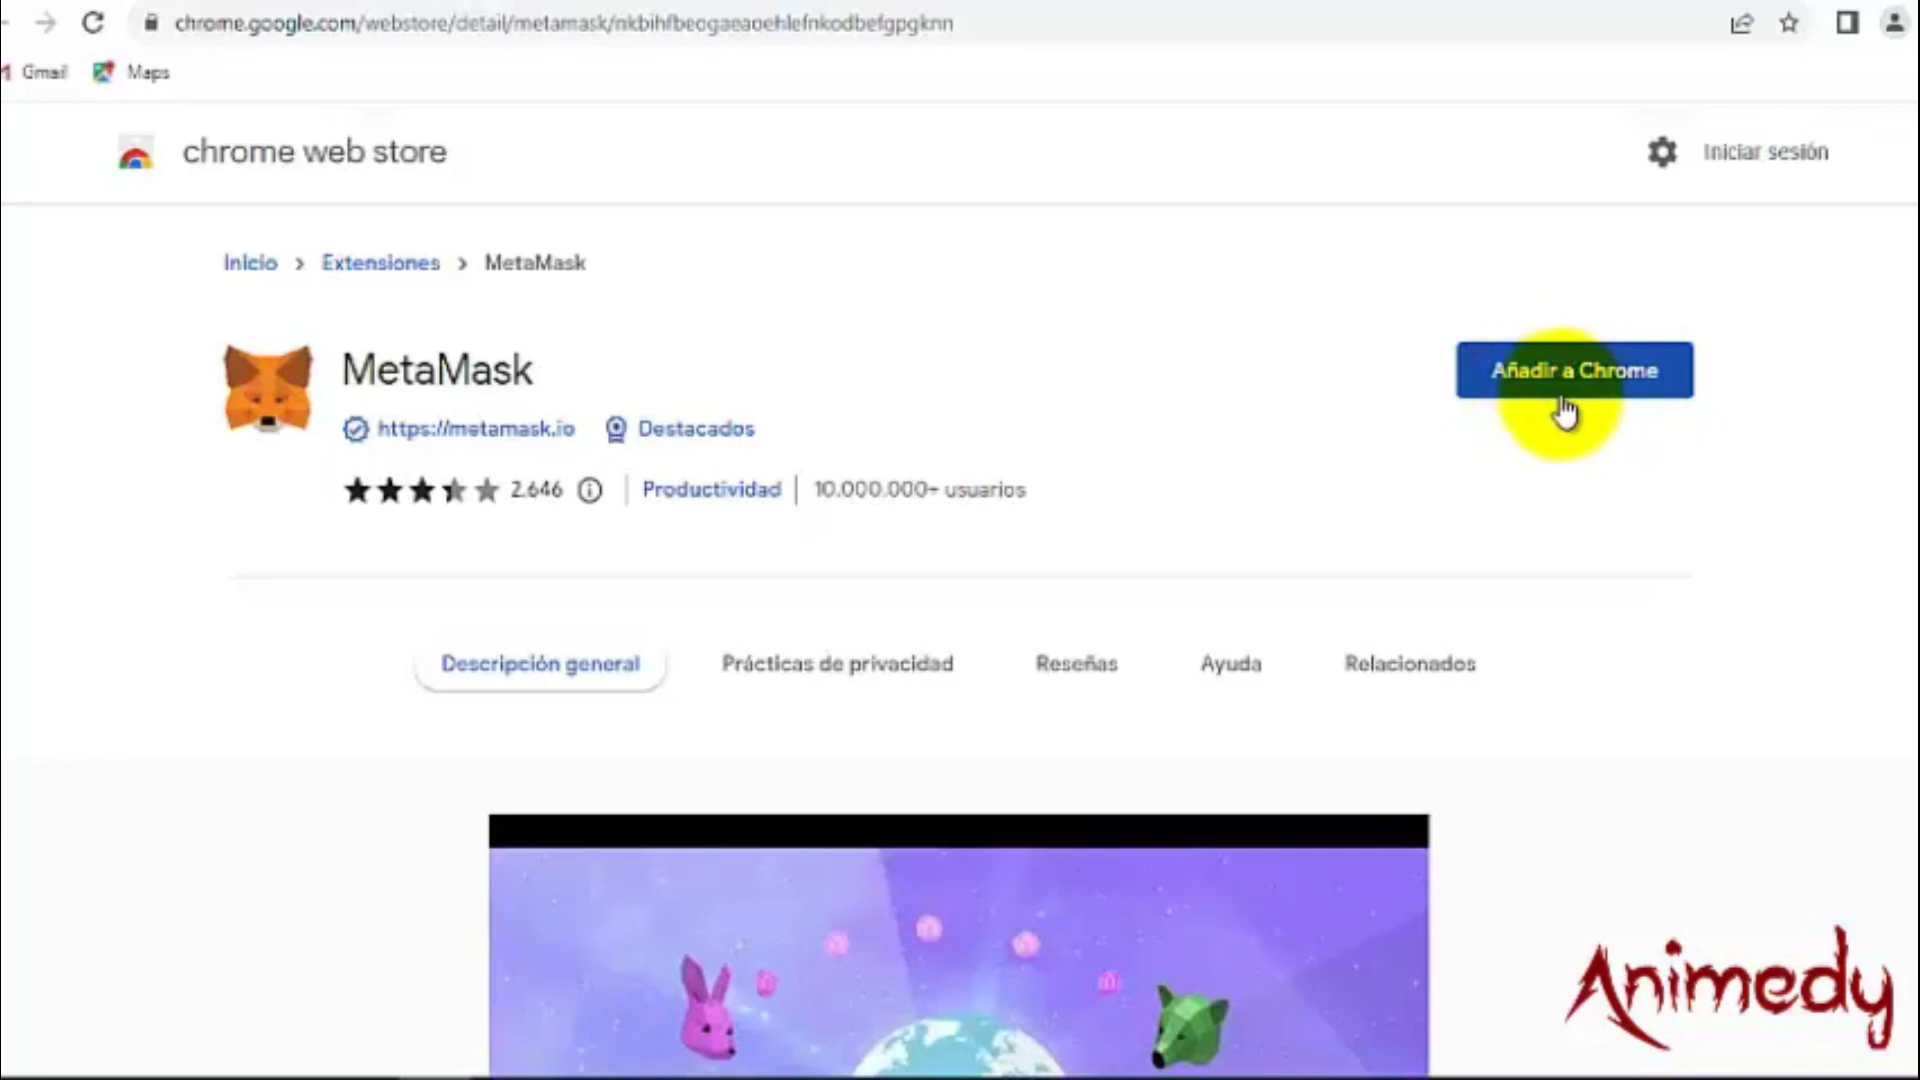 chrome.google.com/webstore/detail/metamask/nkbihfbeogaeaoehlefnkodbefgpgknn
Gmail Maps
chrome web store Iniciar sesión
Inicio > Extensiones > MetaMask
MetaMask
Añadir a Chrome
https://metamask.io Destacados
2.646 Productividad 10.000.000+ usuarios
Descripción general Prácticas de privacidad Reseñas Ayuda Relacionados
Animedy